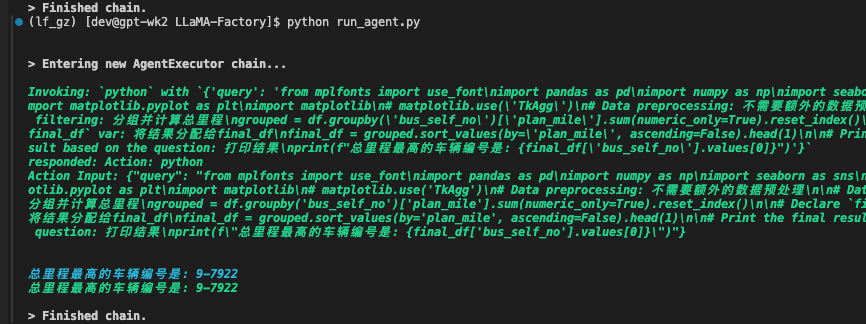 > Finished chain.
(lf_gz) [dev@gpt-wk2 LLaMA-Factory]$ python run_agent.py
> Entering new AgentExecutor chain...
Invoking: `python` with `{'query': 'from mplfonts import use_font\nimport pandas as pd\nimport numpy as np\nimport seabo
mport matplotlib.pyplot as plt\nimport matplotlib\n# matplotlib.use(\'TkAgg\')\n# Data preprocessing: 不需要额外的数据预
 filtering: 分组并计算总里程\ngrouped = df.groupby(\'bus_self_no\')[\'plan_mile\'].sum(numeric_only=True).reset_index()\
final_df` var: 将结果分配给final_df\nfinal_df = grouped.sort_values(by=\'plan_mile\', ascending=False).head(1)\n\n# Prin
sult based on the question: 打印结果\nprint(f"总里程最高的车辆编号是: {final_df[\'bus_self_no\'].values[0]}")'}`
responded: Action: python
Action Input: {"query": "from mplfonts import use_font\nimport pandas as pd\nimport numpy as np\nimport seaborn as sns\n
otlib.pyplot as plt\nimport matplotlib\n# matplotlib.use('TkAgg')\n# Data preprocessing: 不需要额外的数据预处理\n\n# Dat
分组并计算总里程\ngrouped = df.groupby('bus_self_no')['plan_mile'].sum(numeric_only=True).reset_index()\n\n# Declare `fi
将结果分配给final_df\nfinal_df = grouped.sort_values(by='plan_mile', ascending=False).head(1)\n\n# Print the final resul
 question: 打印结果\nprint(f\"总里程最高的车辆编号是: {final_df['bus_self_no'].values[0]}\")"}
总里程最高的车辆编号是: 9-7922
总里程最高的车辆编号是: 9-7922
> Finished chain.